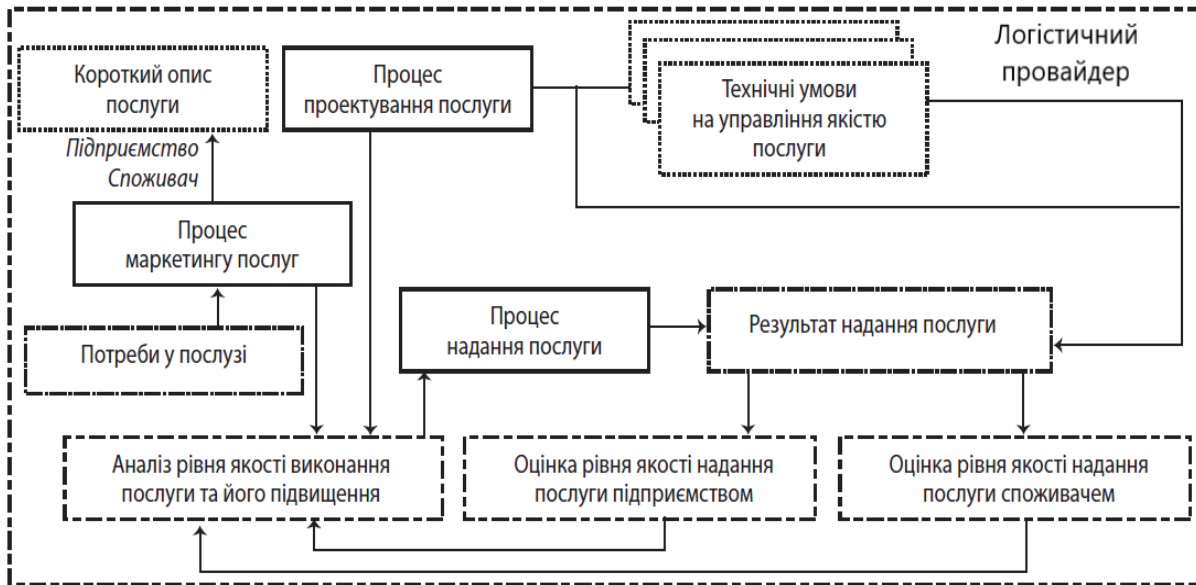 Логістичний
провайдер
Короткий опис
послуги
Процес
проектування послуги
Технічні умови
на управління якістю
послуги
Підприємство
Споживач
Процес
маркетингу послуг
Потреби у послузі
Процес
надання послуги
Результат надання послуги
Аналіз рівня якості виконання
послуги та його підвищення
Оцінка рівня якості надання
послуги підприємством
Оцінка рівня якості надання
послуги споживачем